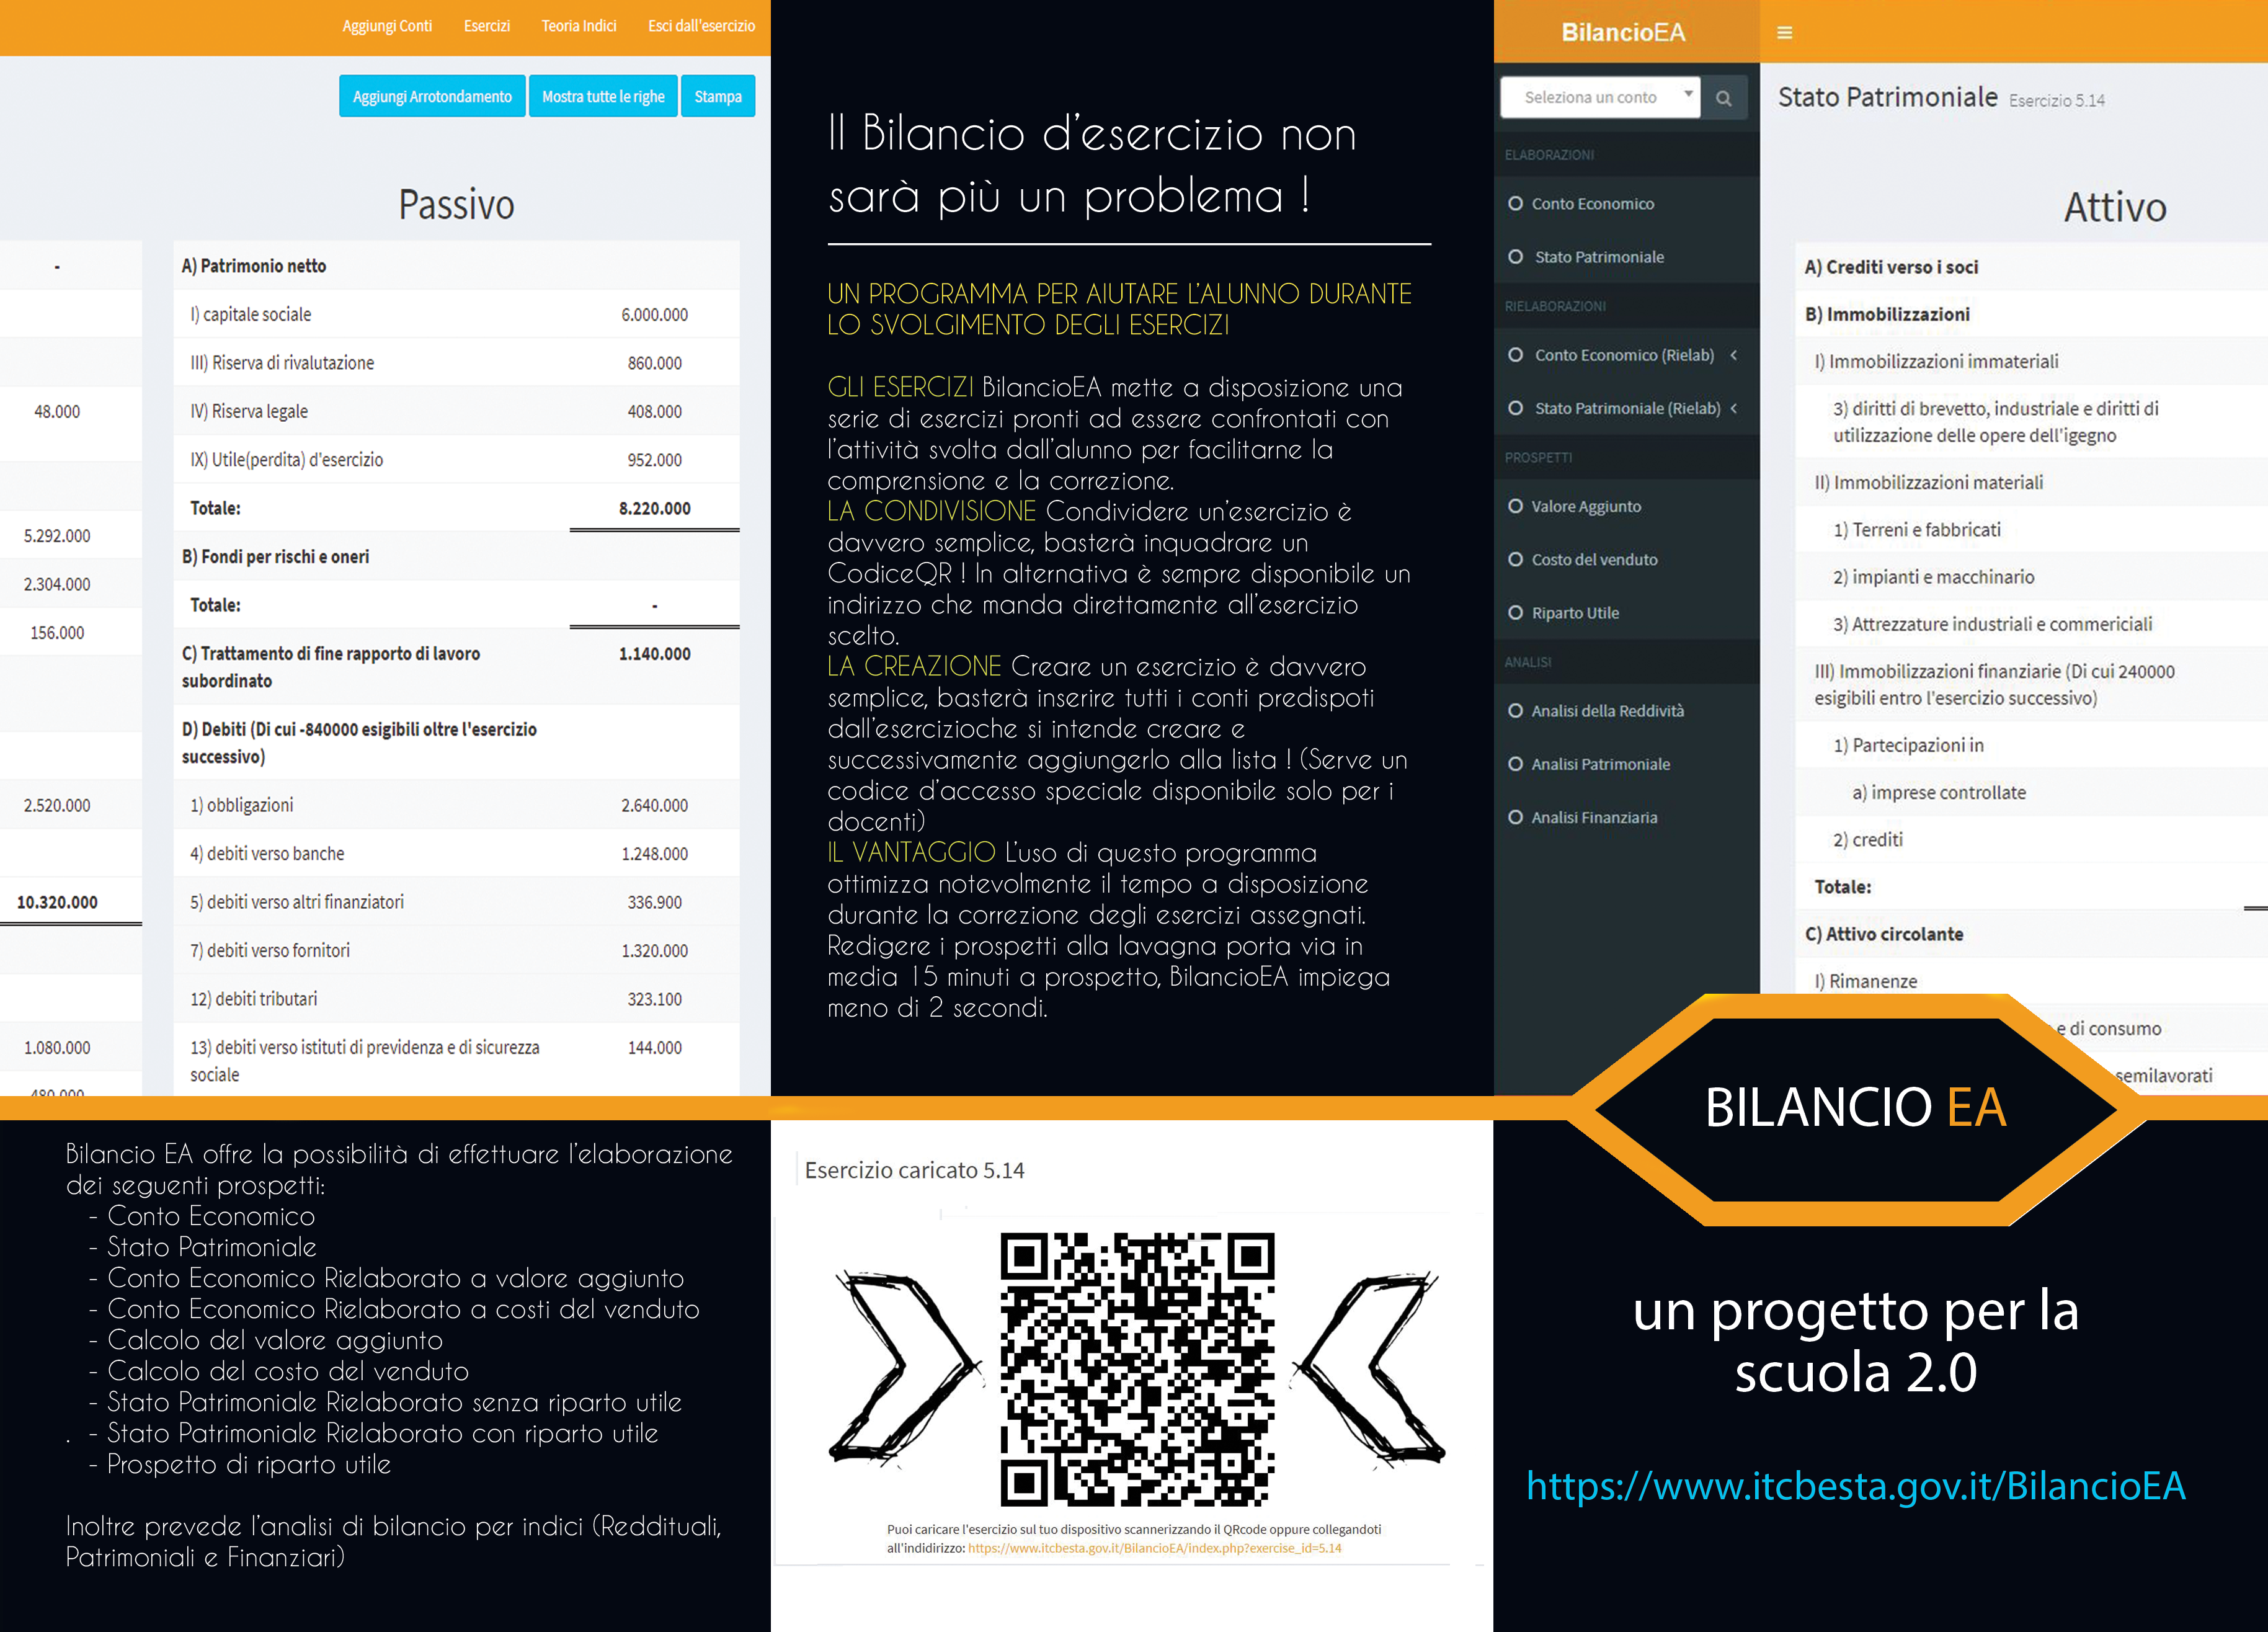 Aggiungi Conti Esercizi Teoria Indici Esci dall'esercizio
Aggiungi Arrotondamento Mostra tutte le righe Stampa
Passivo
-
48.000
5.292.000
2.304.000
156.000
2.520.000
10.320.000
1.080.000
480.000
A) Patrimonio netto
I) capitale sociale 6.000.000
III) Riserva di rivalutazione 860.000
IV) Riserva legale 408.000
IX) Utile(perdita) d'esercizio 952.000
Totale: 8.220.000
B) Fondi per rischi e oneri
Totale: -
C) Trattamento di fine rapporto di lavoro 1.140.000
subordinato
D) Debiti (Di cui -840000 esigibili oltre l'esercizio
successivo)
1) obbligazioni 2.640.000
4) debiti verso banche 1.248.000
5) debiti verso altri finanziatori 336.900
7) debiti verso fornitori 1.320.000
12) debiti tributari 323.100
13) debiti verso istituti di previdenza e di sicurezza 144.000
sociale
Bilancio EA offre la possibilità di effettuare l'elaborazione
dei seguenti prospetti:
- Conto Economico
- Stato Patrimoniale
- Conto Economico Rielaborato a valore aggiunto
- Conto Economico Rielaborato a costi del venduto
- Calcolo del valore aggiunto
- Calcolo del costo del venduto
- Stato Patrimoniale Rielaborato senza riparto utile
. - Stato Patrimoniale Rielaborato con riparto utile
- Prospetto di riparto utile
Inoltre prevede l'analisi di bilancio per indici (Reddituali,
Patrimoniali e Finanziari)
Il Bilancio d'esercizio non
sarà più un problema !
UN PROGRAMMA PER AIUTARE L'ALUNNO DURANTE
LO SVOLGIMENTO DEGLI ESERCIZI
GLI ESERCIZI BilancioEA mette a disposizione una
serie di esercizi pronti ad essere confrontati con
l'attività svolta dall'alunno per facilitarne la
comprensione e la correzione.
LA CONDIVISIONE Condividere un'esercizio è
davvero semplice, basterà inquadrare un
CodiceQR ! In alternativa è sempre disponibile un
indirizzo che manda direttamente all'esercizio
scelto.
LA CREAZIONE Creare un esercizio è davvero
semplice, basterà inserire tutti i conti predispoti
dall'esercizioche si intende creare e
successivamente aggiungerlo alla lista ! (Serve un
codice d'accesso speciale disponibile solo per i
docenti)
IL VANTAGGIO L'uso di questo programma
ottimizza notevolmente il tempo a disposizione
durante la correzione degli esercizi assegnati.
Redigere i prospetti alla lavagna porta via in
media 15 minuti a prospetto, BilancioEA impiega
meno di 2 secondi.
Esercizio caricato 5.14
Puoi caricare l'esercizio sul tuo dispositivo scannerizzando il QRcode oppure collegandoti
all'indidirizzo: https://www.itcbesta.gov.it/BilancioEA/index.php?exercise_id=5.14
BilancioEA
Seleziona un conto
ELABORAZIONI
Conto Economico
Stato Patrimoniale
RIELABORAZIONI
Conto Economico (Rielab)
Stato Patrimoniale (Rielab)
PROSPETTI
Valore Aggiunto
Costo del venduto
Riparto Utile
ANALISI
Analisi della Reddività
Analisi Patrimoniale
Analisi Finanziaria
Stato Patrimoniale Esercizio 5.14
Attivo
A) Crediti verso i soci
B) Immobilizzazioni
I) Immobilizzazioni immateriali
3) diritti di brevetto, industriale e diritti di
utilizzazione delle opere dell'igegno
II) Immobilizzazioni materiali
1) Terreni e fabbricati
2) impianti e macchinario
3) Attrezzature industriali e commericiali
III) Immobilizzazioni finanziarie (Di cui 240000
esigibili entro l'esercizio successivo)
1) Partecipazioni in
a) imprese controllate
2) crediti
Totale:
C) Attivo circolante
I) Rimanenze
e di consumo
semilavorati
BILANCIO EA
un progetto per la
scuola 2.0
https://www.itcbesta.gov.it/BilancioEA